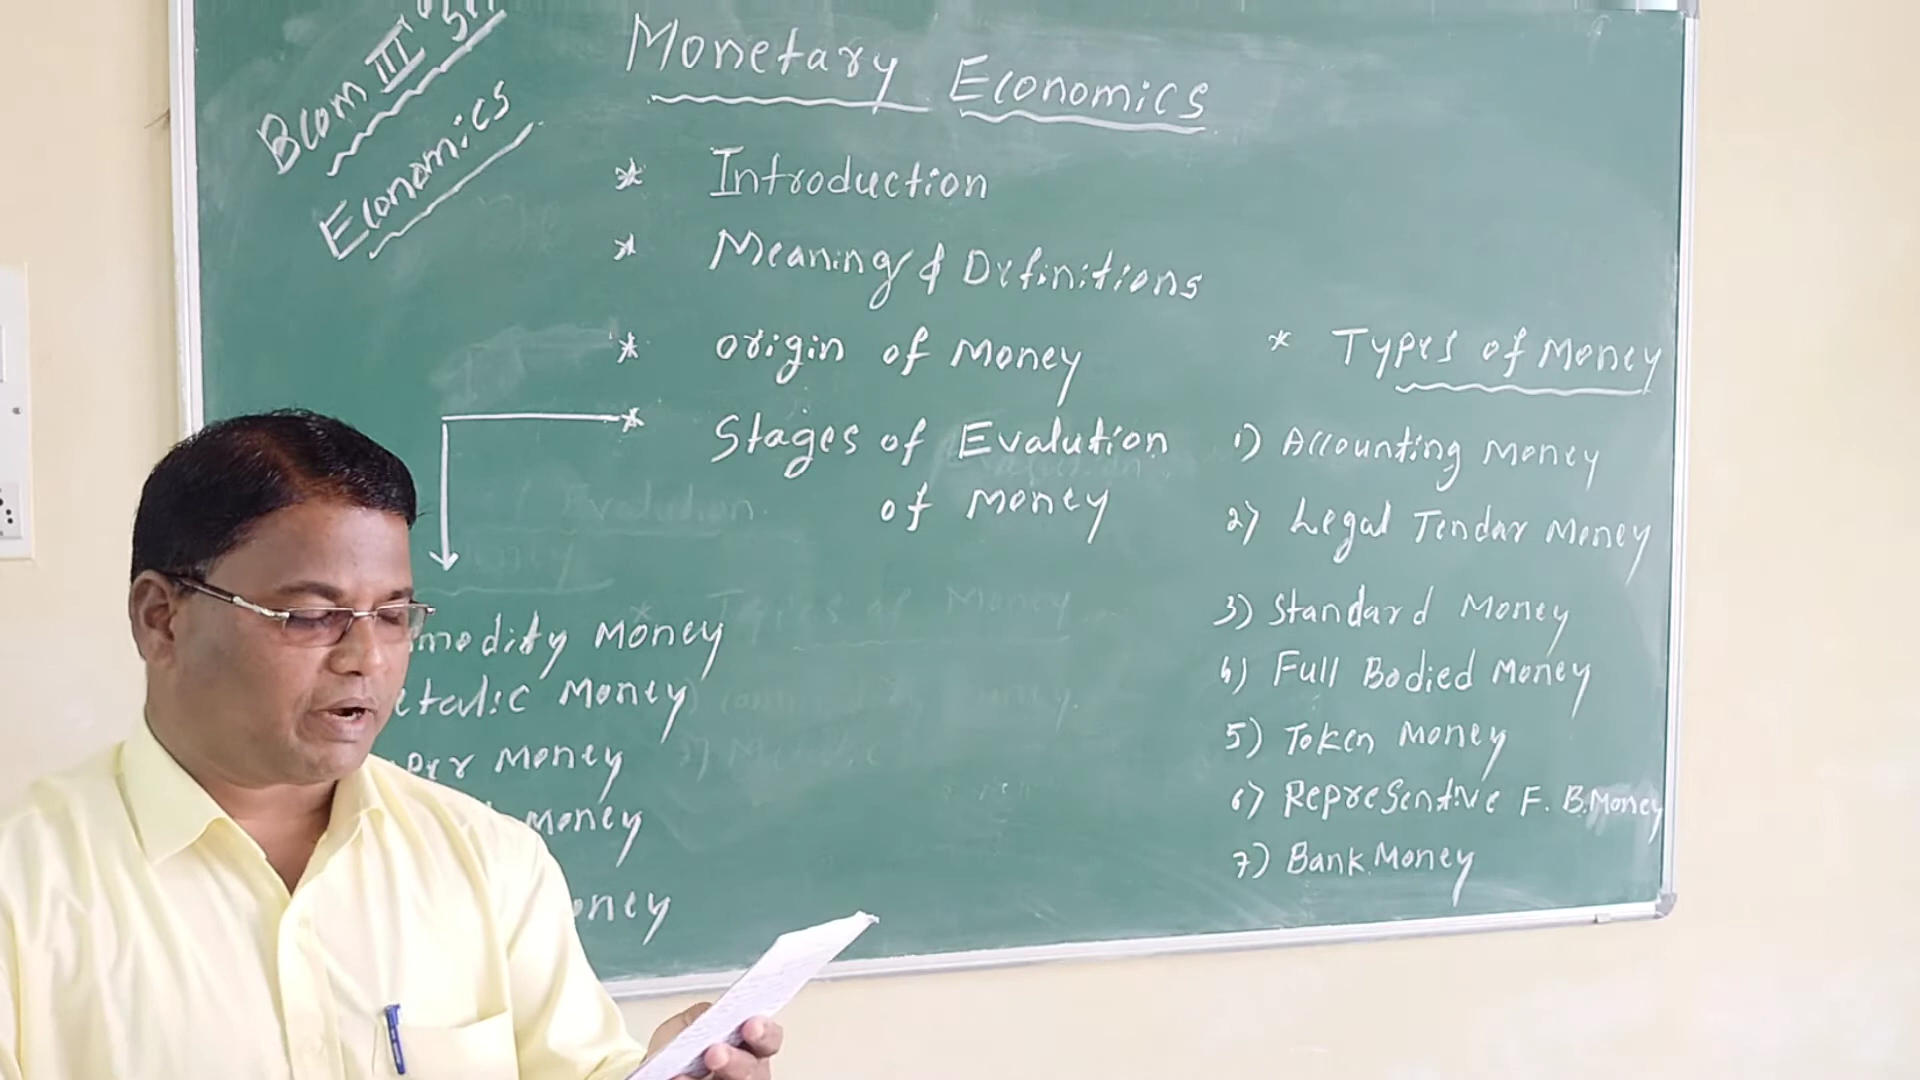 Bcom III
Economics
Monetary Economics
* Introduction
* Meaning & Definitions
* Origin of Money
* Stages of Evalution
of Money
modity Money
etalic Money
per Money
Money
oney
* Types of Money
1) Accounting Money
2) Legal Tendar Money
3) Standard Money
4) Full Bodied Money
5) Token Money
6) Representive F. B. Money
7) Bank Money